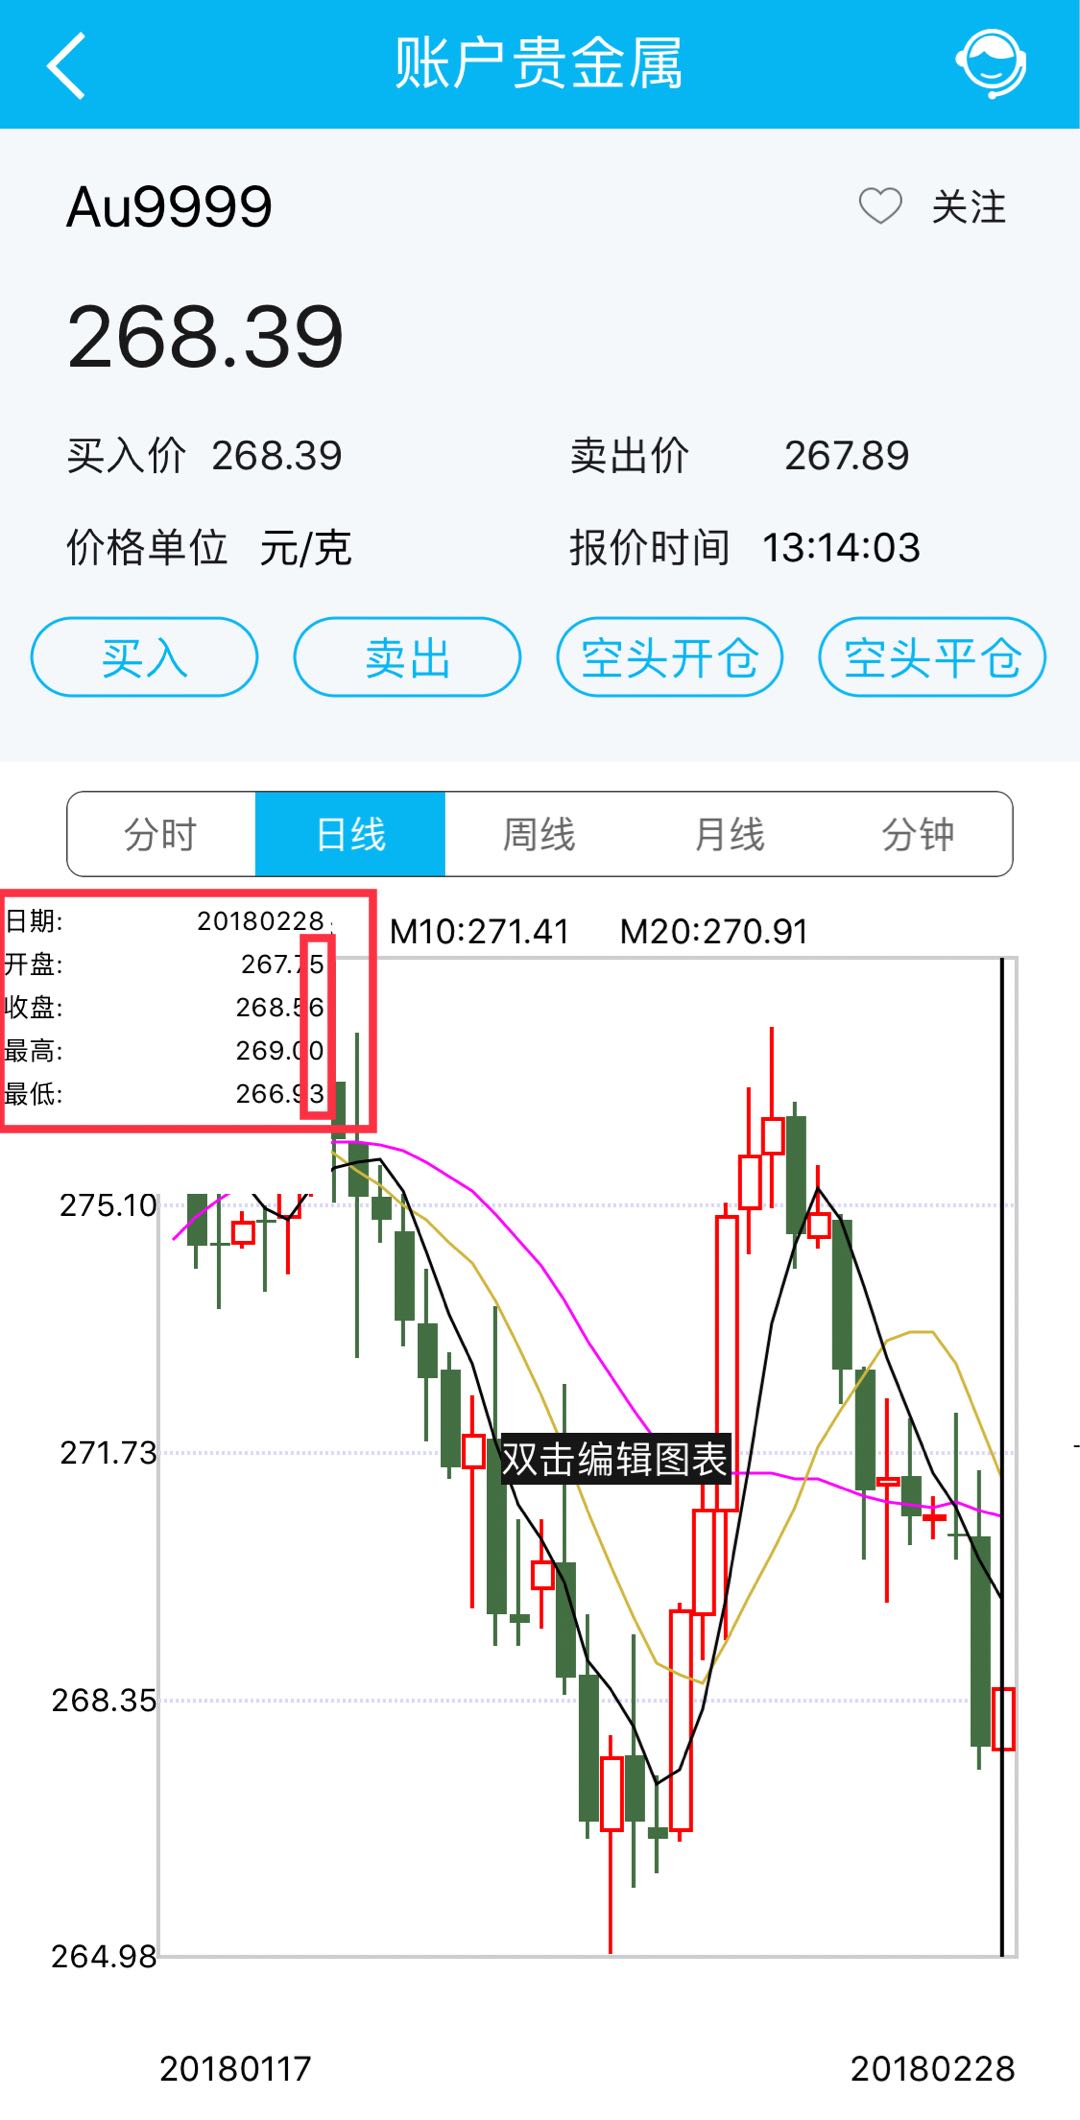 账户贵金属
Au9999
关注
268.39
买入价 268.39
卖出价 267.89
价格单位 元/克
报价时间 13:14:03
买入 卖出 空头开仓 空头平仓
分时 日线 周线 月线 分钟
日期: 20180228
M10:271.41 M20:270.91
开盘: 267.75
收盘: 268.56
最高: 269.00
最低: 266.93
275.10
271.73
双击编辑图表
268.35
264.98
20180117 20180228